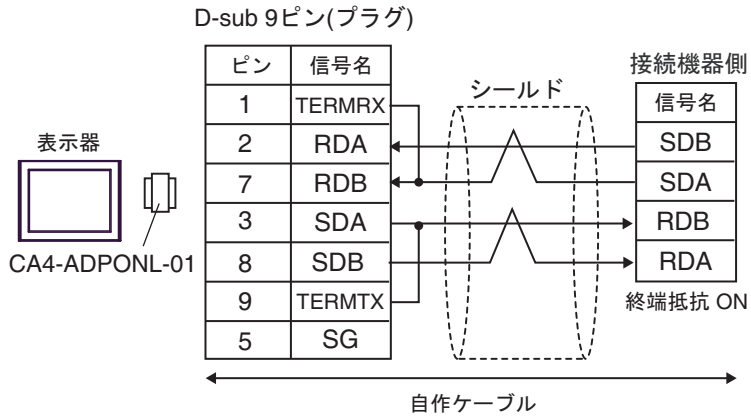 D-sub 9ピン(プラグ)
ピン 信号名
1 TERMRX
2 RDA
7 RDB
3 SDA
8 SDB
9 TERMTX
5 SG
シールド
接続機器側
信号名
SDB
SDA
RDB
RDA
終端抵抗 ON
表示器
CA4-ADPONL-01
自作ケーブル